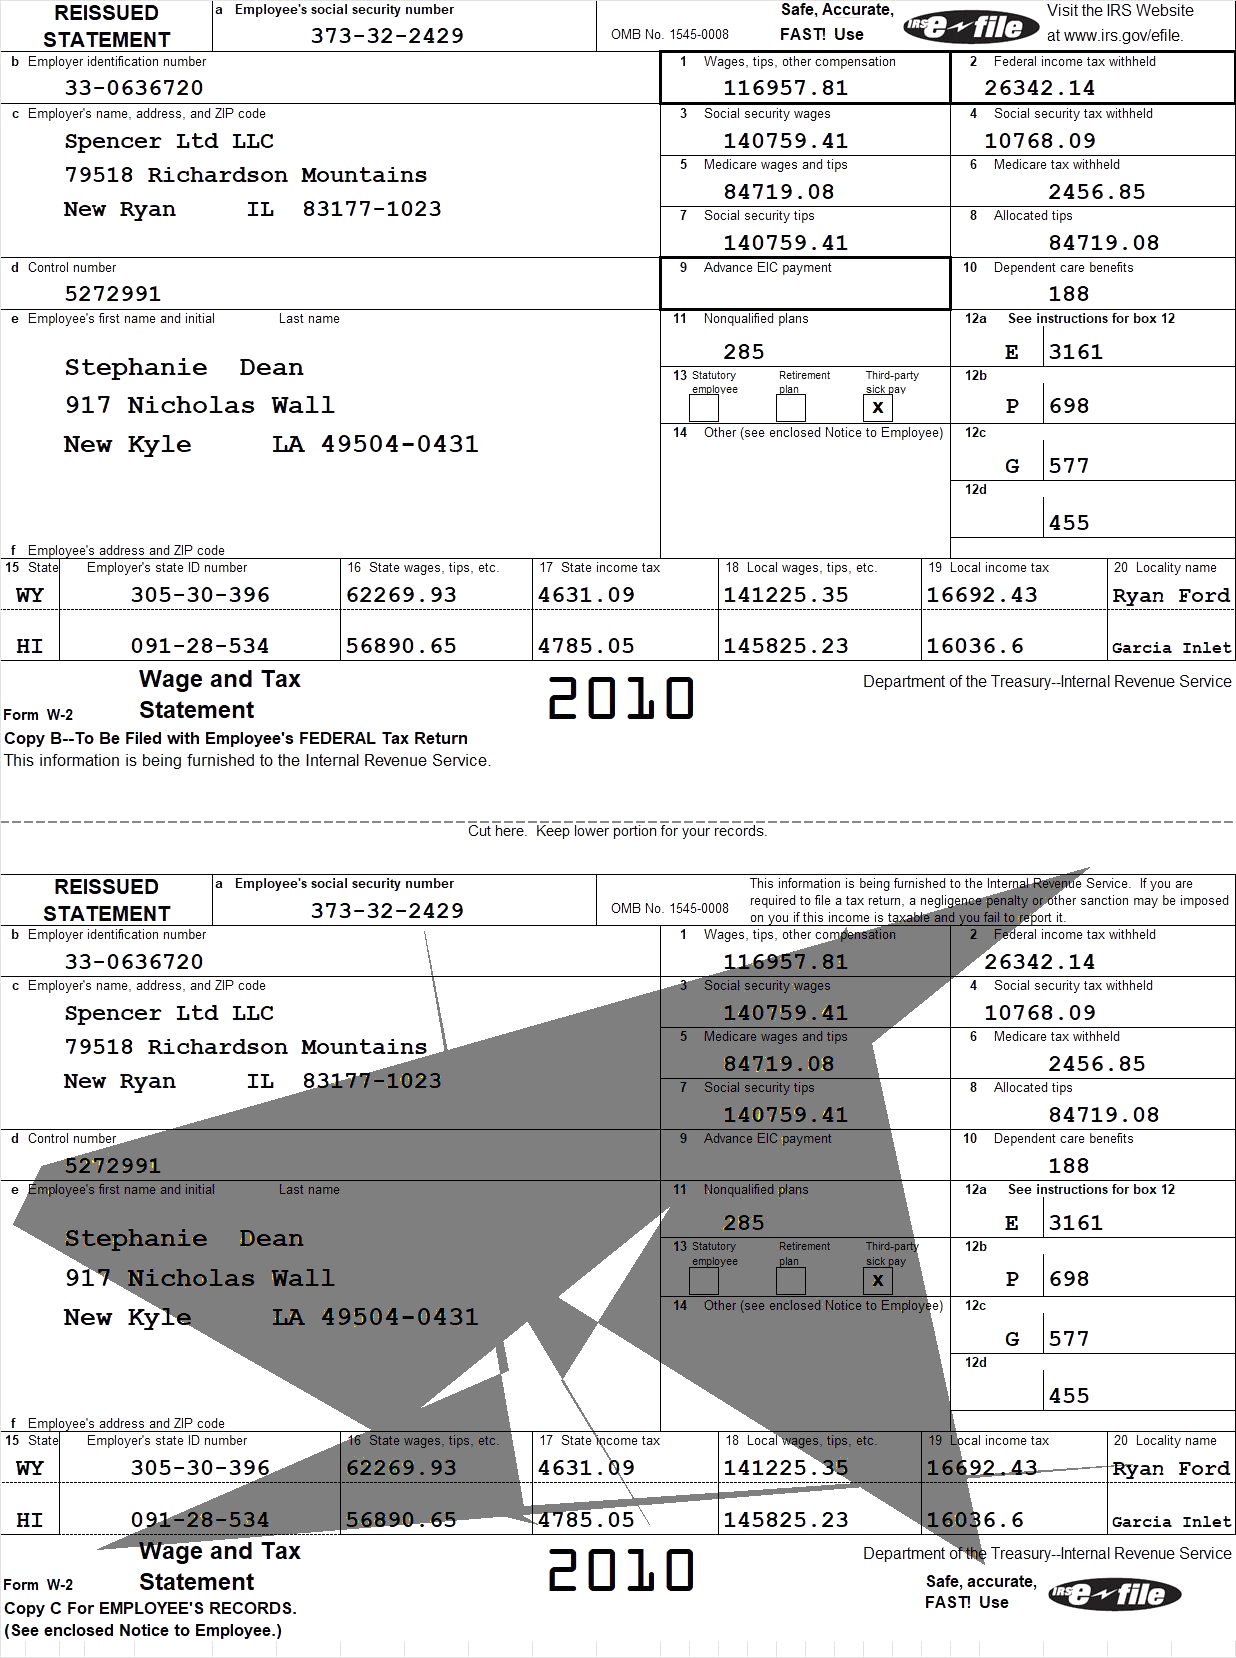 REISSUED STATEMENT
a Employee's social security number
373-32-2429
OMB No. 1545-0008
Safe, Accurate, FAST! Use
IRS e-file
Visit the IRS Website at www.irs.gov/efile.
b Employer identification number
33-0636720
1 Wages, tips, other compensation
116957.81
2 Federal income tax withheld
26342.14
c Employer's name, address, and ZIP code
Spencer Ltd LLC
79518 Richardson Mountains
New Ryan IL 83177-1023
3 Social security wages
140759.41
4 Social security tax withheld
10768.09
5 Medicare wages and tips
84719.08
6 Medicare tax withheld
2456.85
7 Social security tips
140759.41
8 Allocated tips
84719.08
d Control number
5272991
9 Advance EIC payment
10 Dependent care benefits
188
e Employee's first name and initial Last name
Stephanie Dean
917 Nicholas Wall
New Kyle LA 49504-0431
11 Nonqualified plans
285
12a See instructions for box 12
E 3161
13 Statutory employee Retirement plan Third-party sick pay
X
12b
P 698
14 Other (see enclosed Notice to Employee)
12c
G 577
12d
455
f Employee's address and ZIP code
15 State Employer's state ID number 16 State wages, tips, etc. 17 State income tax 18 Local wages, tips, etc. 19 Local income tax 20 Locality name
WY 305-30-396 62269.93 4631.09 141225.35 16692.43 Ryan Ford
HI 091-28-534 56890.65 4785.05 145825.23 16036.6 Garcia Inlet
Form W-2
Wage and Tax Statement
2010
Department of the Treasury--Internal Revenue Service
Copy B--To Be Filed with Employee's FEDERAL Tax Return
This information is being furnished to the Internal Revenue Service.
Cut here. Keep lower portion for your records.
REISSUED STATEMENT
a Employee's social security number
373-32-2429
OMB No. 1545-0008
This information is being furnished to the Internal Revenue Service. If you are
required to file a tax return, a negligence penalty or other sanction may be imposed
on you if this income is taxable and you fail to report it.
b Employer identification number
33-0636720
1 Wages, tips, other compensation
116957.81
2 Federal income tax withheld
26342.14
c Employer's name, address, and ZIP code
Spencer Ltd LLC
79518 Richardson Mountains
New Ryan IL 83177-1023
3 Social security wages
140759.41
4 Social security tax withheld
10768.09
5 Medicare wages and tips
84719.08
6 Medicare tax withheld
2456.85
7 Social security tips
140759.41
8 Allocated tips
84719.08
d Control number
5272991
9 Advance EIC payment
10 Dependent care benefits
188
e Employee's first name and initial Last name
Stephanie Dean
917 Nicholas Wall
New Kyle LA 49504-0431
11 Nonqualified plans
285
12a See instructions for box 12
E 3161
13 Statutory employee Retirement plan Third-party sick pay
X
12b
P 698
14 Other (see enclosed Notice to Employee)
12c
G 577
12d
455
f Employee's address and ZIP code
15 State Employer's state ID number 16 State wages, tips, etc. 17 State income tax 18 Local wages, tips, etc. 19 Local income tax 20 Locality name
WY 305-30-396 62269.93 4631.09 141225.35 16692.43 Ryan Ford
HI 091-28-534 56890.65 4785.05 145825.23 16036.6 Garcia Inlet
Form W-2
Wage and Tax Statement
2010
Department of the Treasury--Internal Revenue Service
Safe, accurate, FAST! Use
IRS e-file
Copy C For EMPLOYEE'S RECORDS.
(See enclosed Notice to Employee.)